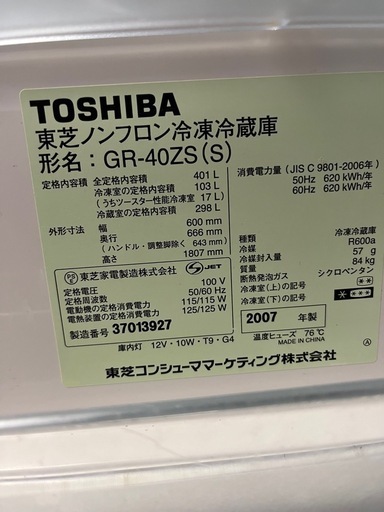 TOSHIBA
東芝ノンフロン冷凍冷蔵庫
形名：GR-40ZS(S)
定格内容積 全定格内容積 401 L
冷凍室の定格内容積 103 L
(うちツースター性能冷凍室 17 L)
冷蔵室の定格内容積 298 L
外形寸法 幅 600 mm
奥行 666 mm
(ハンドル・調整脚除く 643 mm)
高さ 1807 mm
PSE 東芝家電製造株式会社 S JET
定格電圧 100 V
定格周波数 50/60 Hz
電動機の定格消費電力 115/115 W
電熱装置の定格消費電力 125/125 W
製造番号 37013927
庫内灯 12V・10W・T9・G4
消費電力量 (JIS C 9801-2006年)
50Hz 620 kWh/年
60Hz 620 kWh/年
種類 冷凍冷蔵庫
冷媒 R600a
冷媒封入量 57 g
質量 84 kg
断熱発泡ガス シクロペンタン
冷凍室(上)の記号
冷凍室(下)の記号
2007 年製
温度ヒューズ 76℃
MADE IN CHINA
Ⓐ
東芝コンシューママーケティング株式会社